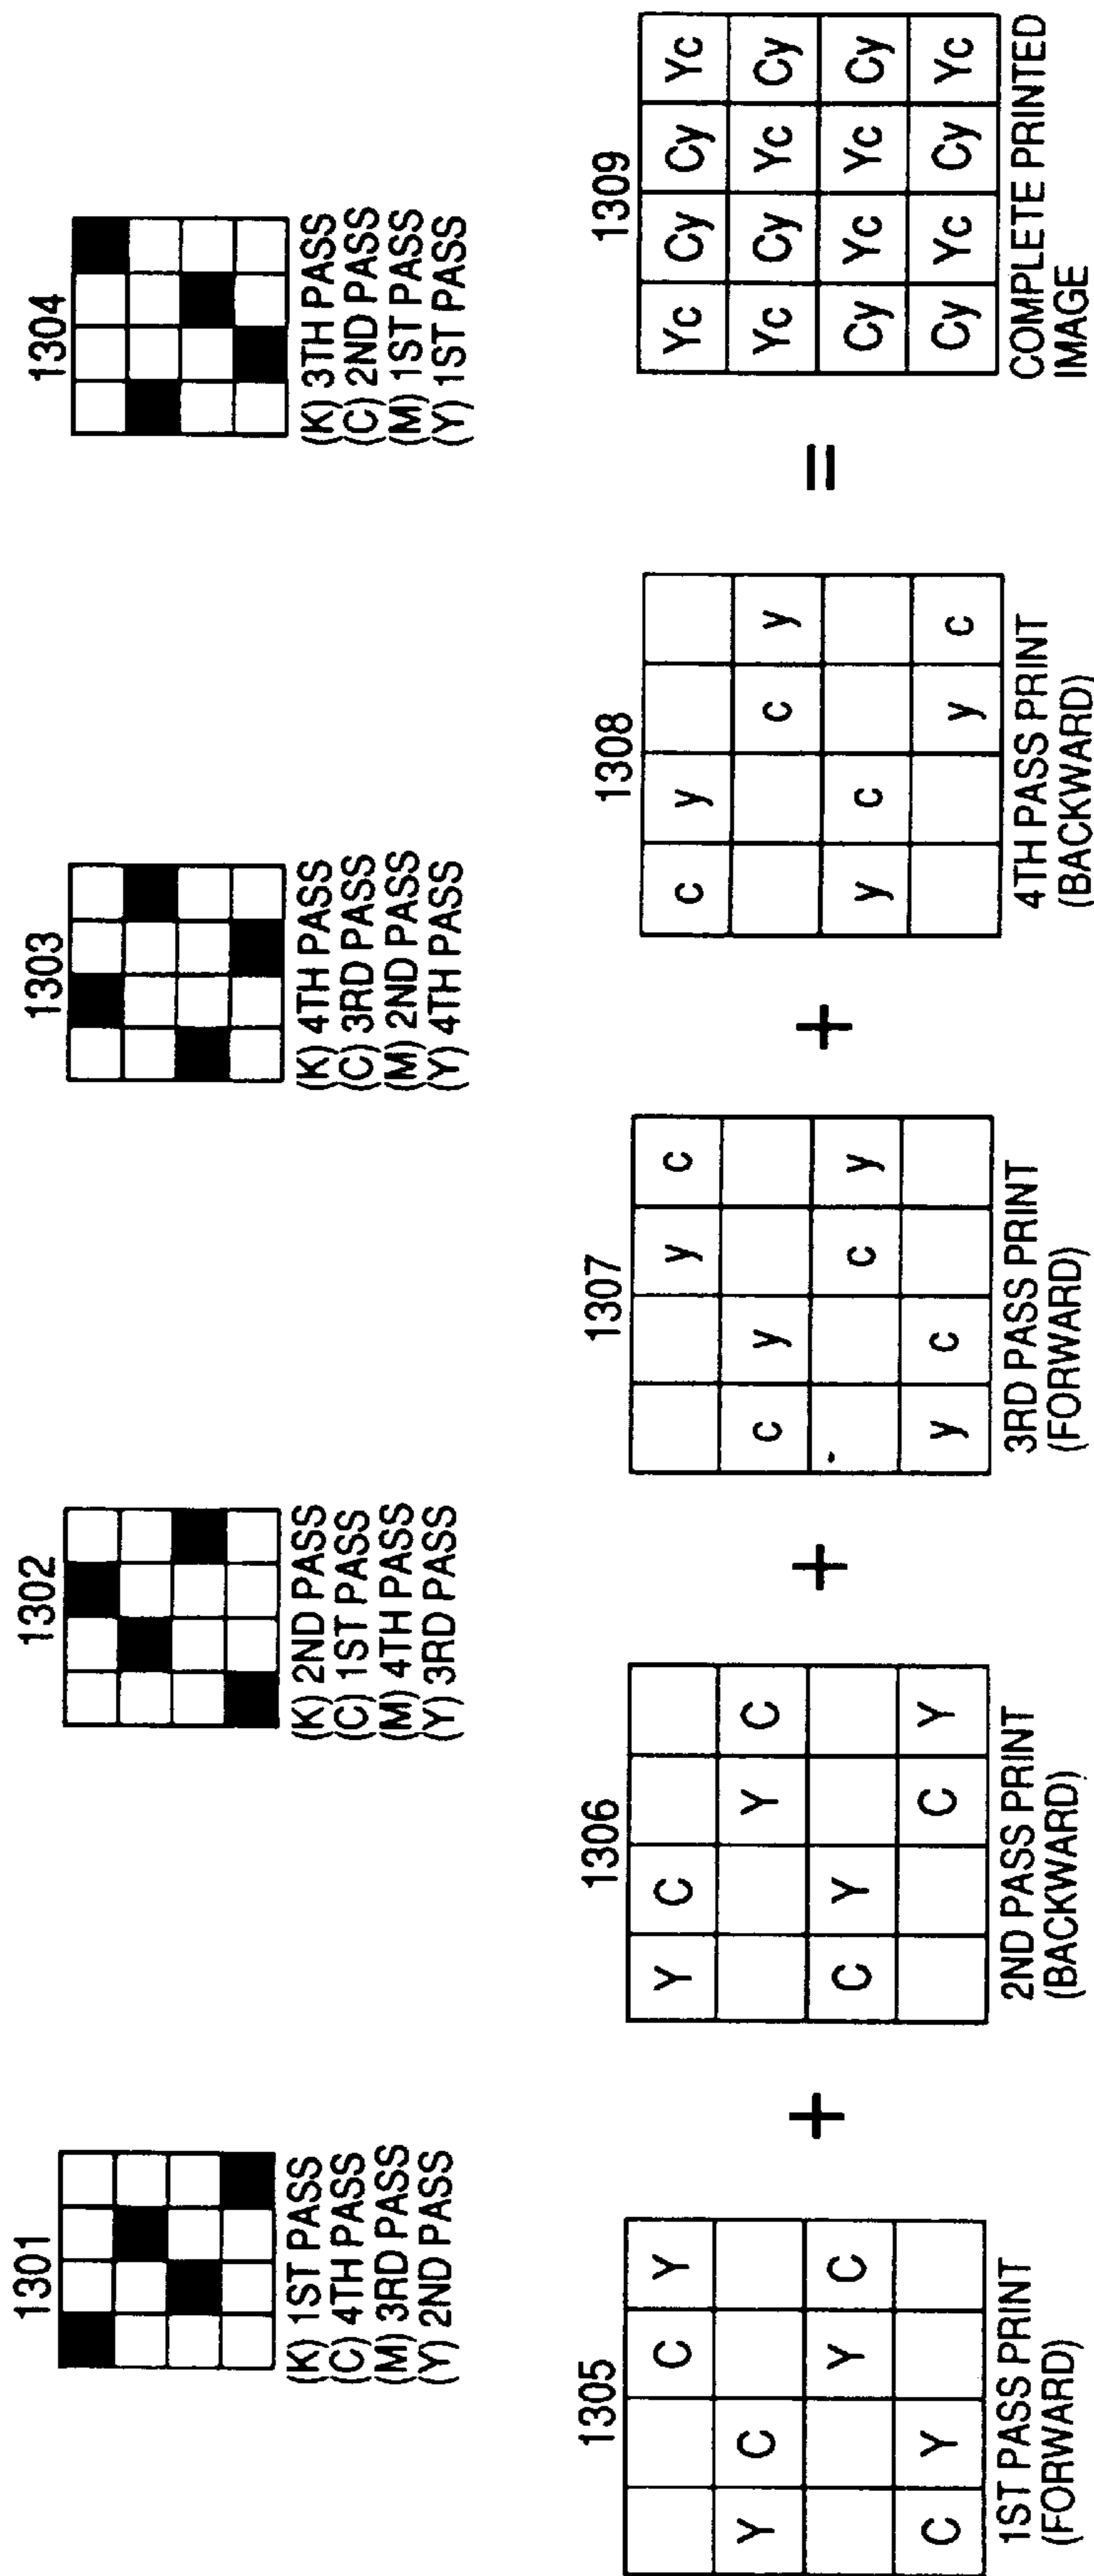 1301
(K) 1ST PASS
(C) 4TH PASS
(M) 3RD PASS
(Y) 2ND PASS
1302
(K) 2ND PASS
(C) 1ST PASS
(M) 4TH PASS
(Y) 3RD PASS
1303
(K) 4TH PASS
(C) 3RD PASS
(M) 2ND PASS
(Y) 4TH PASS
1304
(K) 3TH PASS
(C) 2ND PASS
(M) 1ST PASS
(Y) 1ST PASS
1305
C Y
Y C
Y C
C Y
1ST PASS PRINT
(FORWARD)
+
1306
Y C
Y C
C Y
C Y
2ND PASS PRINT
(BACKWARD)
+
1307
y c
c y
c y
y c
3RD PASS PRINT
(FORWARD)
+
1308
c y
c y
y c
y c
4TH PASS PRINT
(BACKWARD)
=
1309
Yc Cy Cy Yc
Yc Cy Yc Cy
Cy Yc Yc Cy
Cy Yc Cy Yc
COMPLETE PRINTED
IMAGE